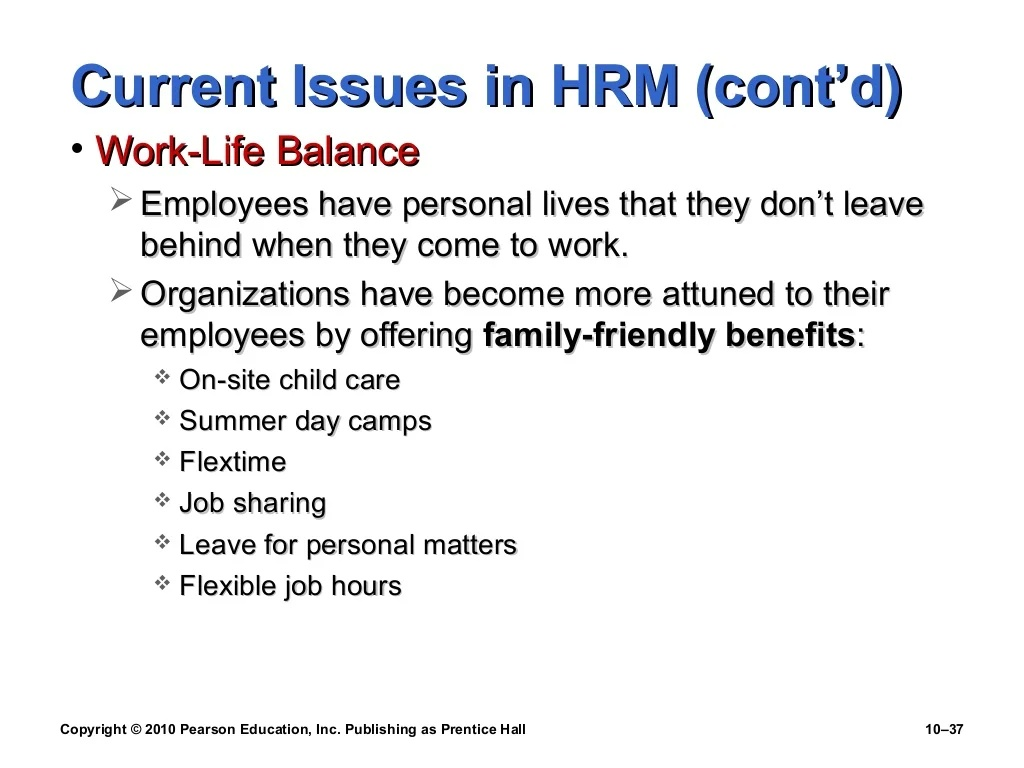 Current Issues in HRM (cont’d)
• Work-Life Balance
➢ Employees have personal lives that they don’t leave
behind when they come to work.
➢ Organizations have become more attuned to their
employees by offering family-friendly benefits:
❖ On-site child care
❖ Summer day camps
❖ Flextime
❖ Job sharing
❖ Leave for personal matters
❖ Flexible job hours
Copyright © 2010 Pearson Education, Inc. Publishing as Prentice Hall
10–37